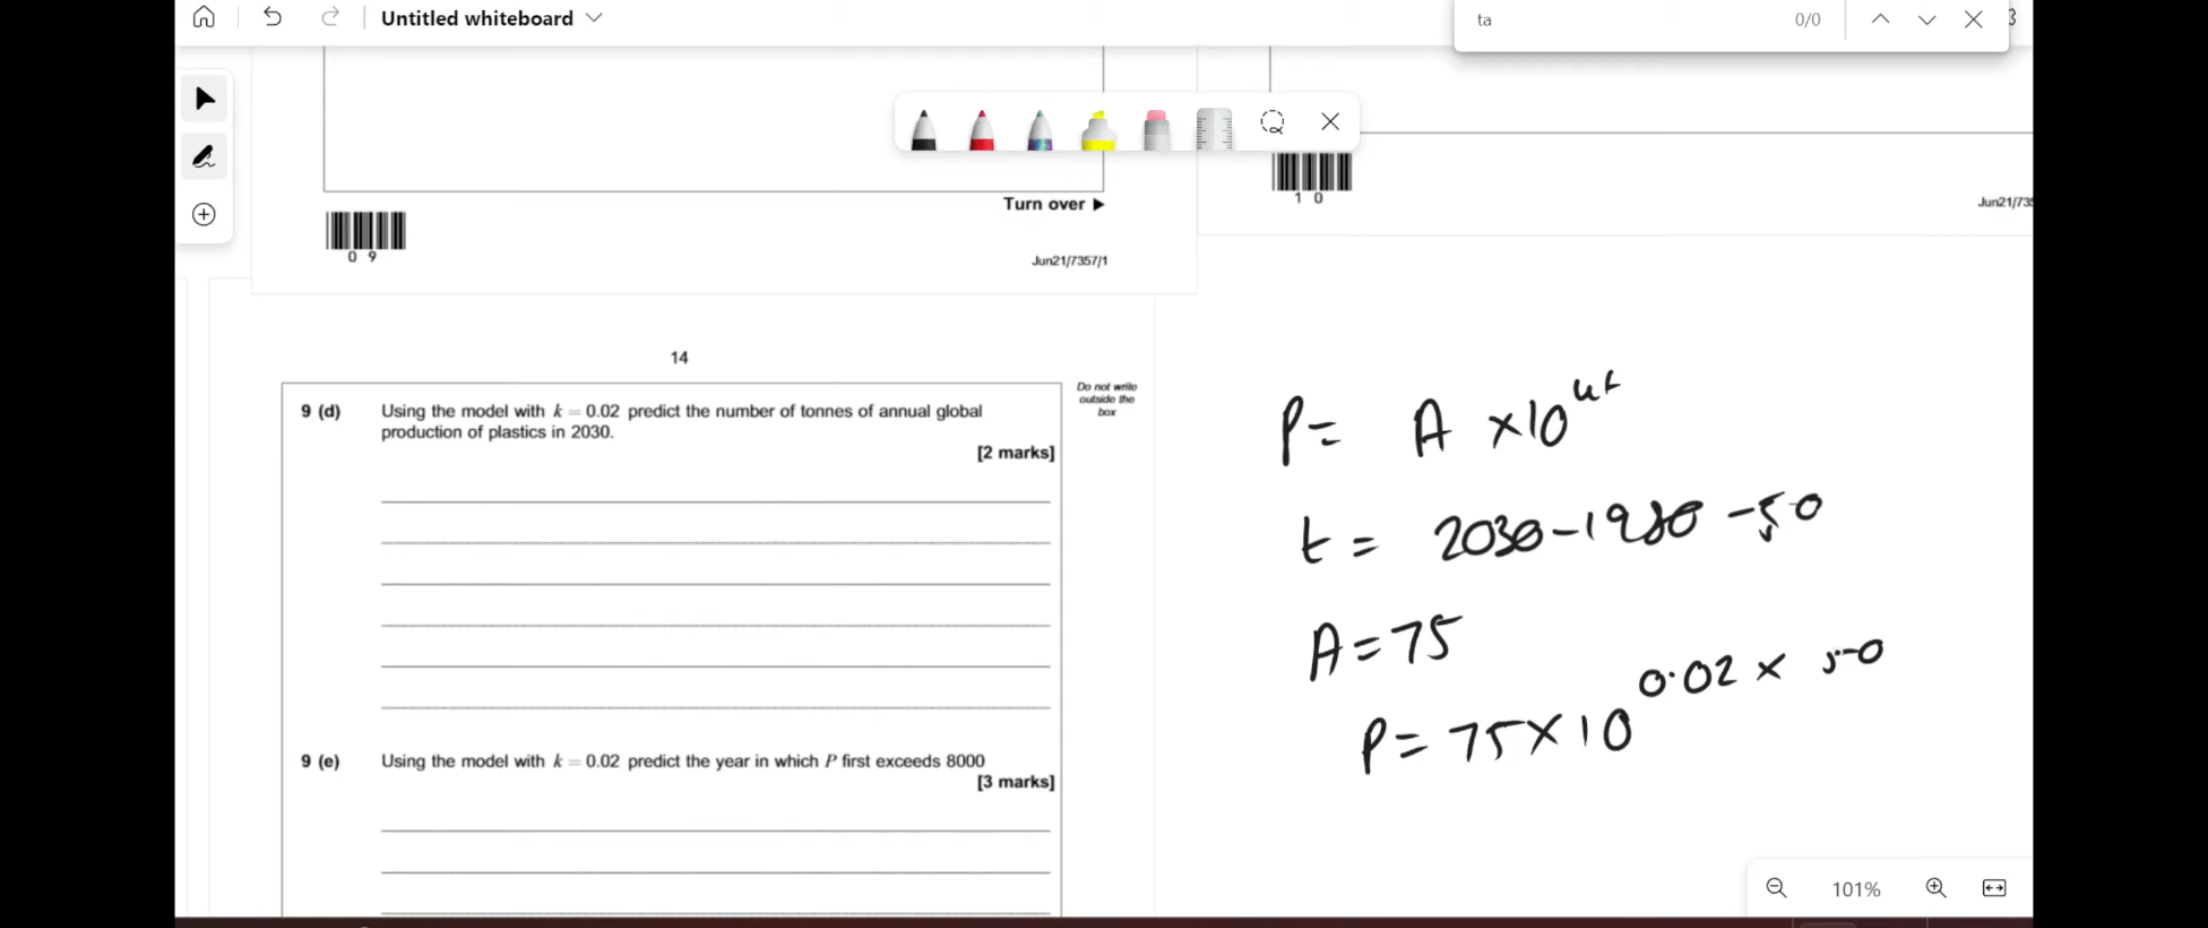 Untitled whiteboard
ta
0/0
Turn over
0 9
Jun21/7357/1
1 0
Jun21/735
14
Do not write
outside the
box
9 (d) Using the model with k = 0.02 predict the number of tonnes of annual global
production of plastics in 2030.
[2 marks]
9 (e) Using the model with k = 0.02 predict the year in which P first exceeds 8000
[3 marks]
P = A ×10^kt
t = 2030-1980 = 50
A = 75
P = 75×10^0.02 × 50
101%